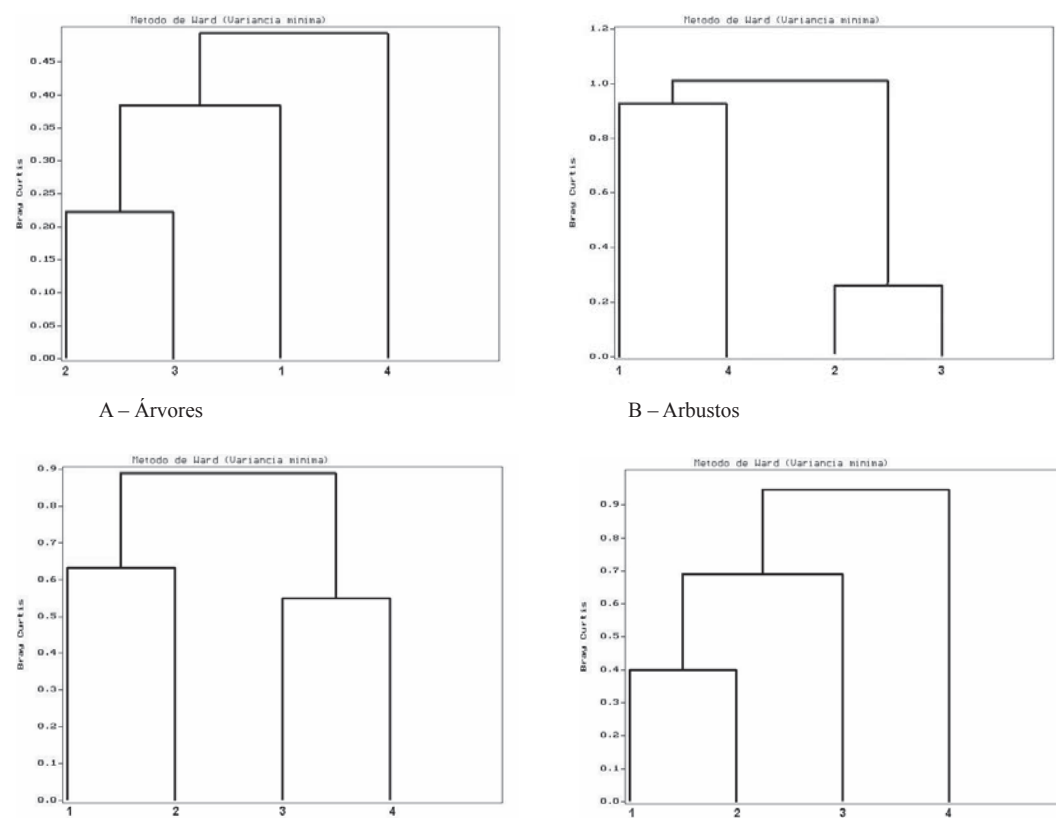 Metodo de Ward (Variancia minima)
Bray Curtis
0.45
0.40
0.35
0.30
0.25
0.20
0.15
0.10
0.05
0.00
2 3 1 4
A – Árvores
Metodo de Ward (Variancia minima)
Bray Curtis
1.2
1.0
0.8
0.6
0.4
0.2
0.0
1 4 2 3
B – Arbustos
Metodo de Ward (Variancia minima)
Bray Curtis
0.9
0.8
0.7
0.6
0.5
0.4
0.3
0.2
0.1
0.0
1 2 3 4
Metodo de Ward (Variancia minima)
Bray Curtis
0.9
0.8
0.7
0.6
0.5
0.4
0.3
0.2
0.1
0.0
1 2 3 4